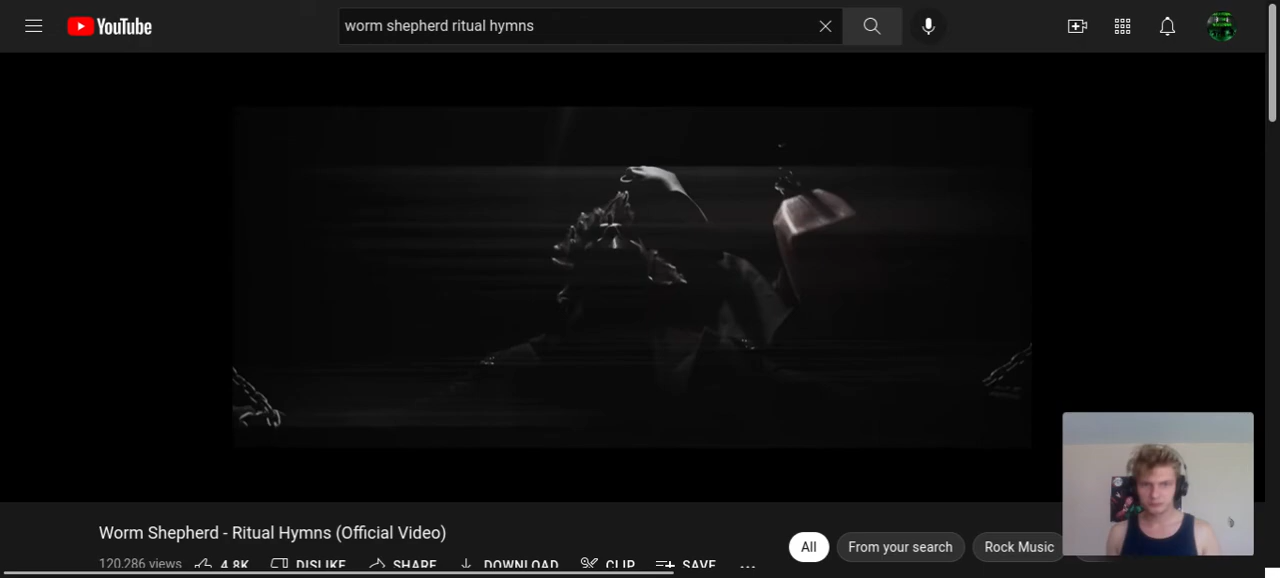 YouTube
worm shepherd ritual hymns
Worm Shepherd - Ritual Hymns (Official Video)
120,286 views 4.8K DISLIKE SHARE DOWNLOAD CLIP SAVE ...
All From your search Rock Music